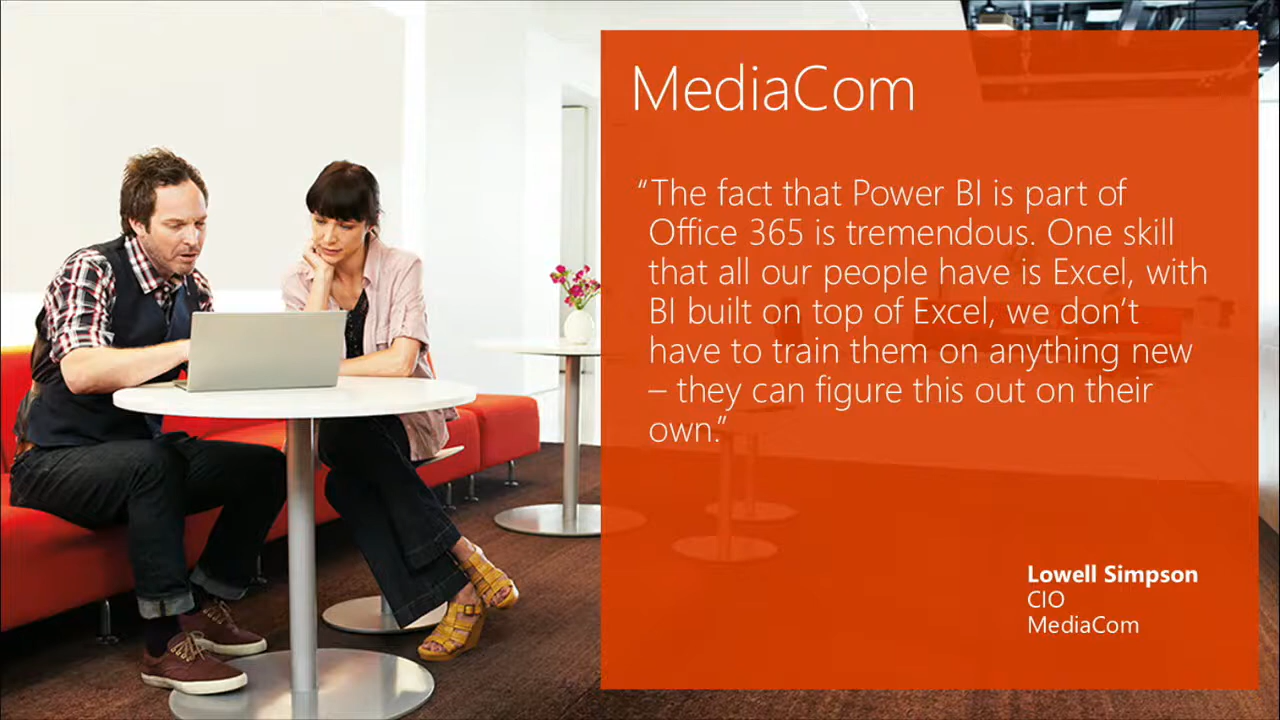 MediaCom
“The fact that Power BI is part of
Office 365 is tremendous. One skill
that all our people have is Excel, with
BI built on top of Excel, we don’t
have to train them on anything new
– they can figure this out on their
own.”
Lowell Simpson
CIO
MediaCom